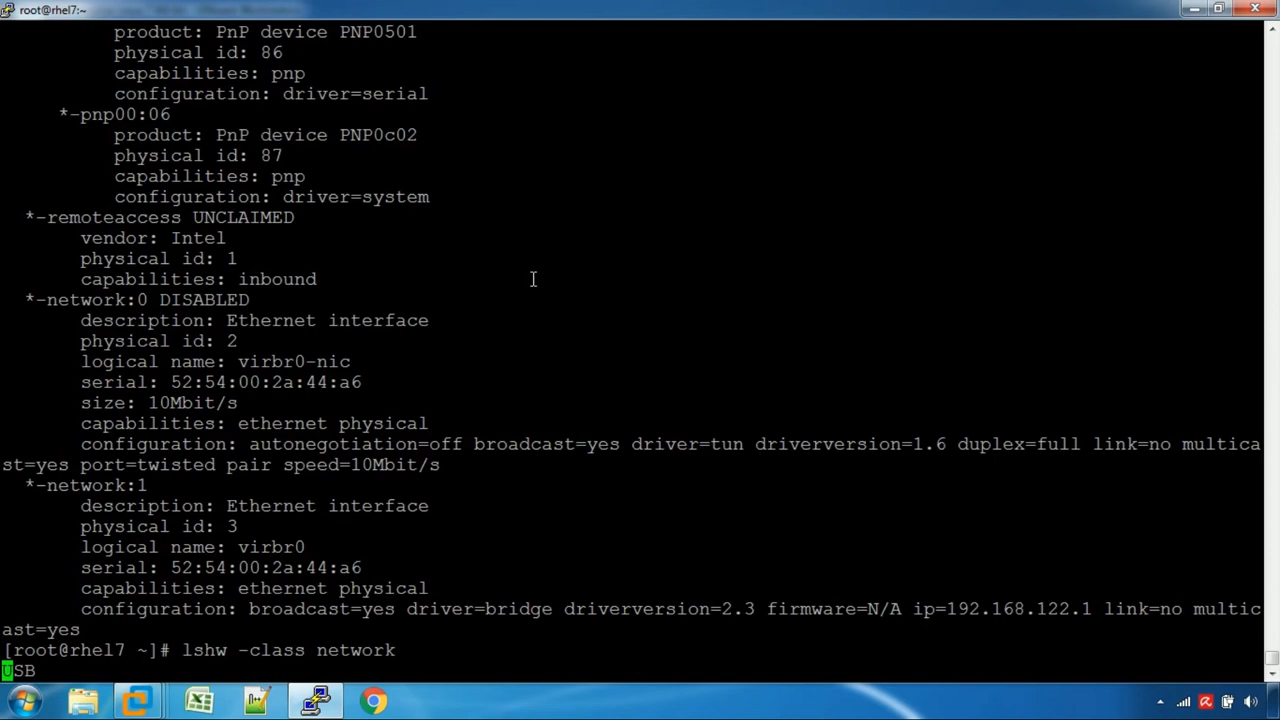 root@rhel7:~
product: PnP device PNP0501
physical id: 86
capabilities: pnp
configuration: driver=serial
*-pnp00:06
product: PnP device PNP0c02
physical id: 87
capabilities: pnp
configuration: driver=system
*-remoteaccess UNCLAIMED
vendor: Intel
physical id: 1
capabilities: inbound
*-network:0 DISABLED
description: Ethernet interface
physical id: 2
logical name: virbr0-nic
serial: 52:54:00:2a:44:a6
size: 10Mbit/s
capabilities: ethernet physical
configuration: autonegotiation=off broadcast=yes driver=tun driverversion=1.6 duplex=full link=no multica
st=yes port=twisted pair speed=10Mbit/s
*-network:1
description: Ethernet interface
physical id: 3
logical name: virbr0
serial: 52:54:00:2a:44:a6
capabilities: ethernet physical
configuration: broadcast=yes driver=bridge driverversion=2.3 firmware=N/A ip=192.168.122.1 link=no multic
ast=yes
[root@rhel7 ~]# lshw -class network
USB